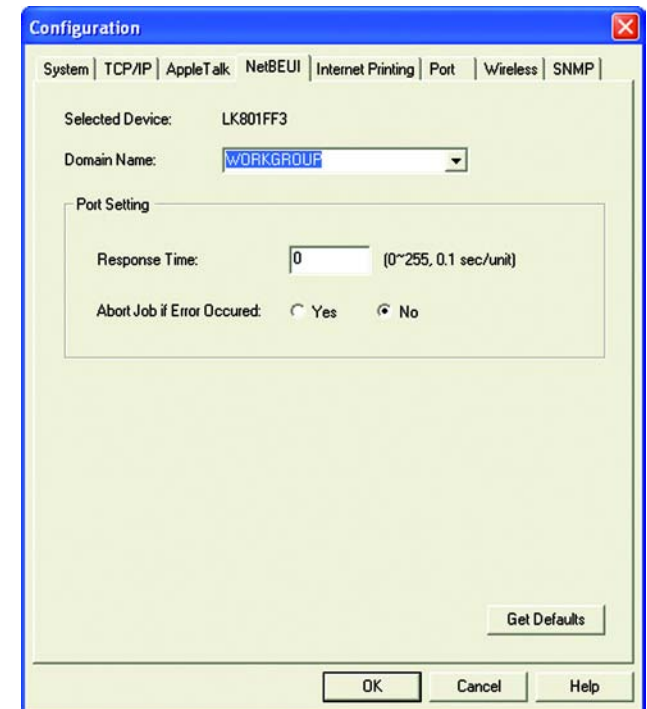 Configuration
System TCP/IP AppleTalk NetBEUI Internet Printing Port Wireless SNMP
Selected Device: LK801FF3
Domain Name: WORKGROUP
Port Setting
Response Time: 0 (0~255, 0.1 sec/unit)
Abort Job if Error Occured: Yes No
Get Defaults
OK Cancel Help